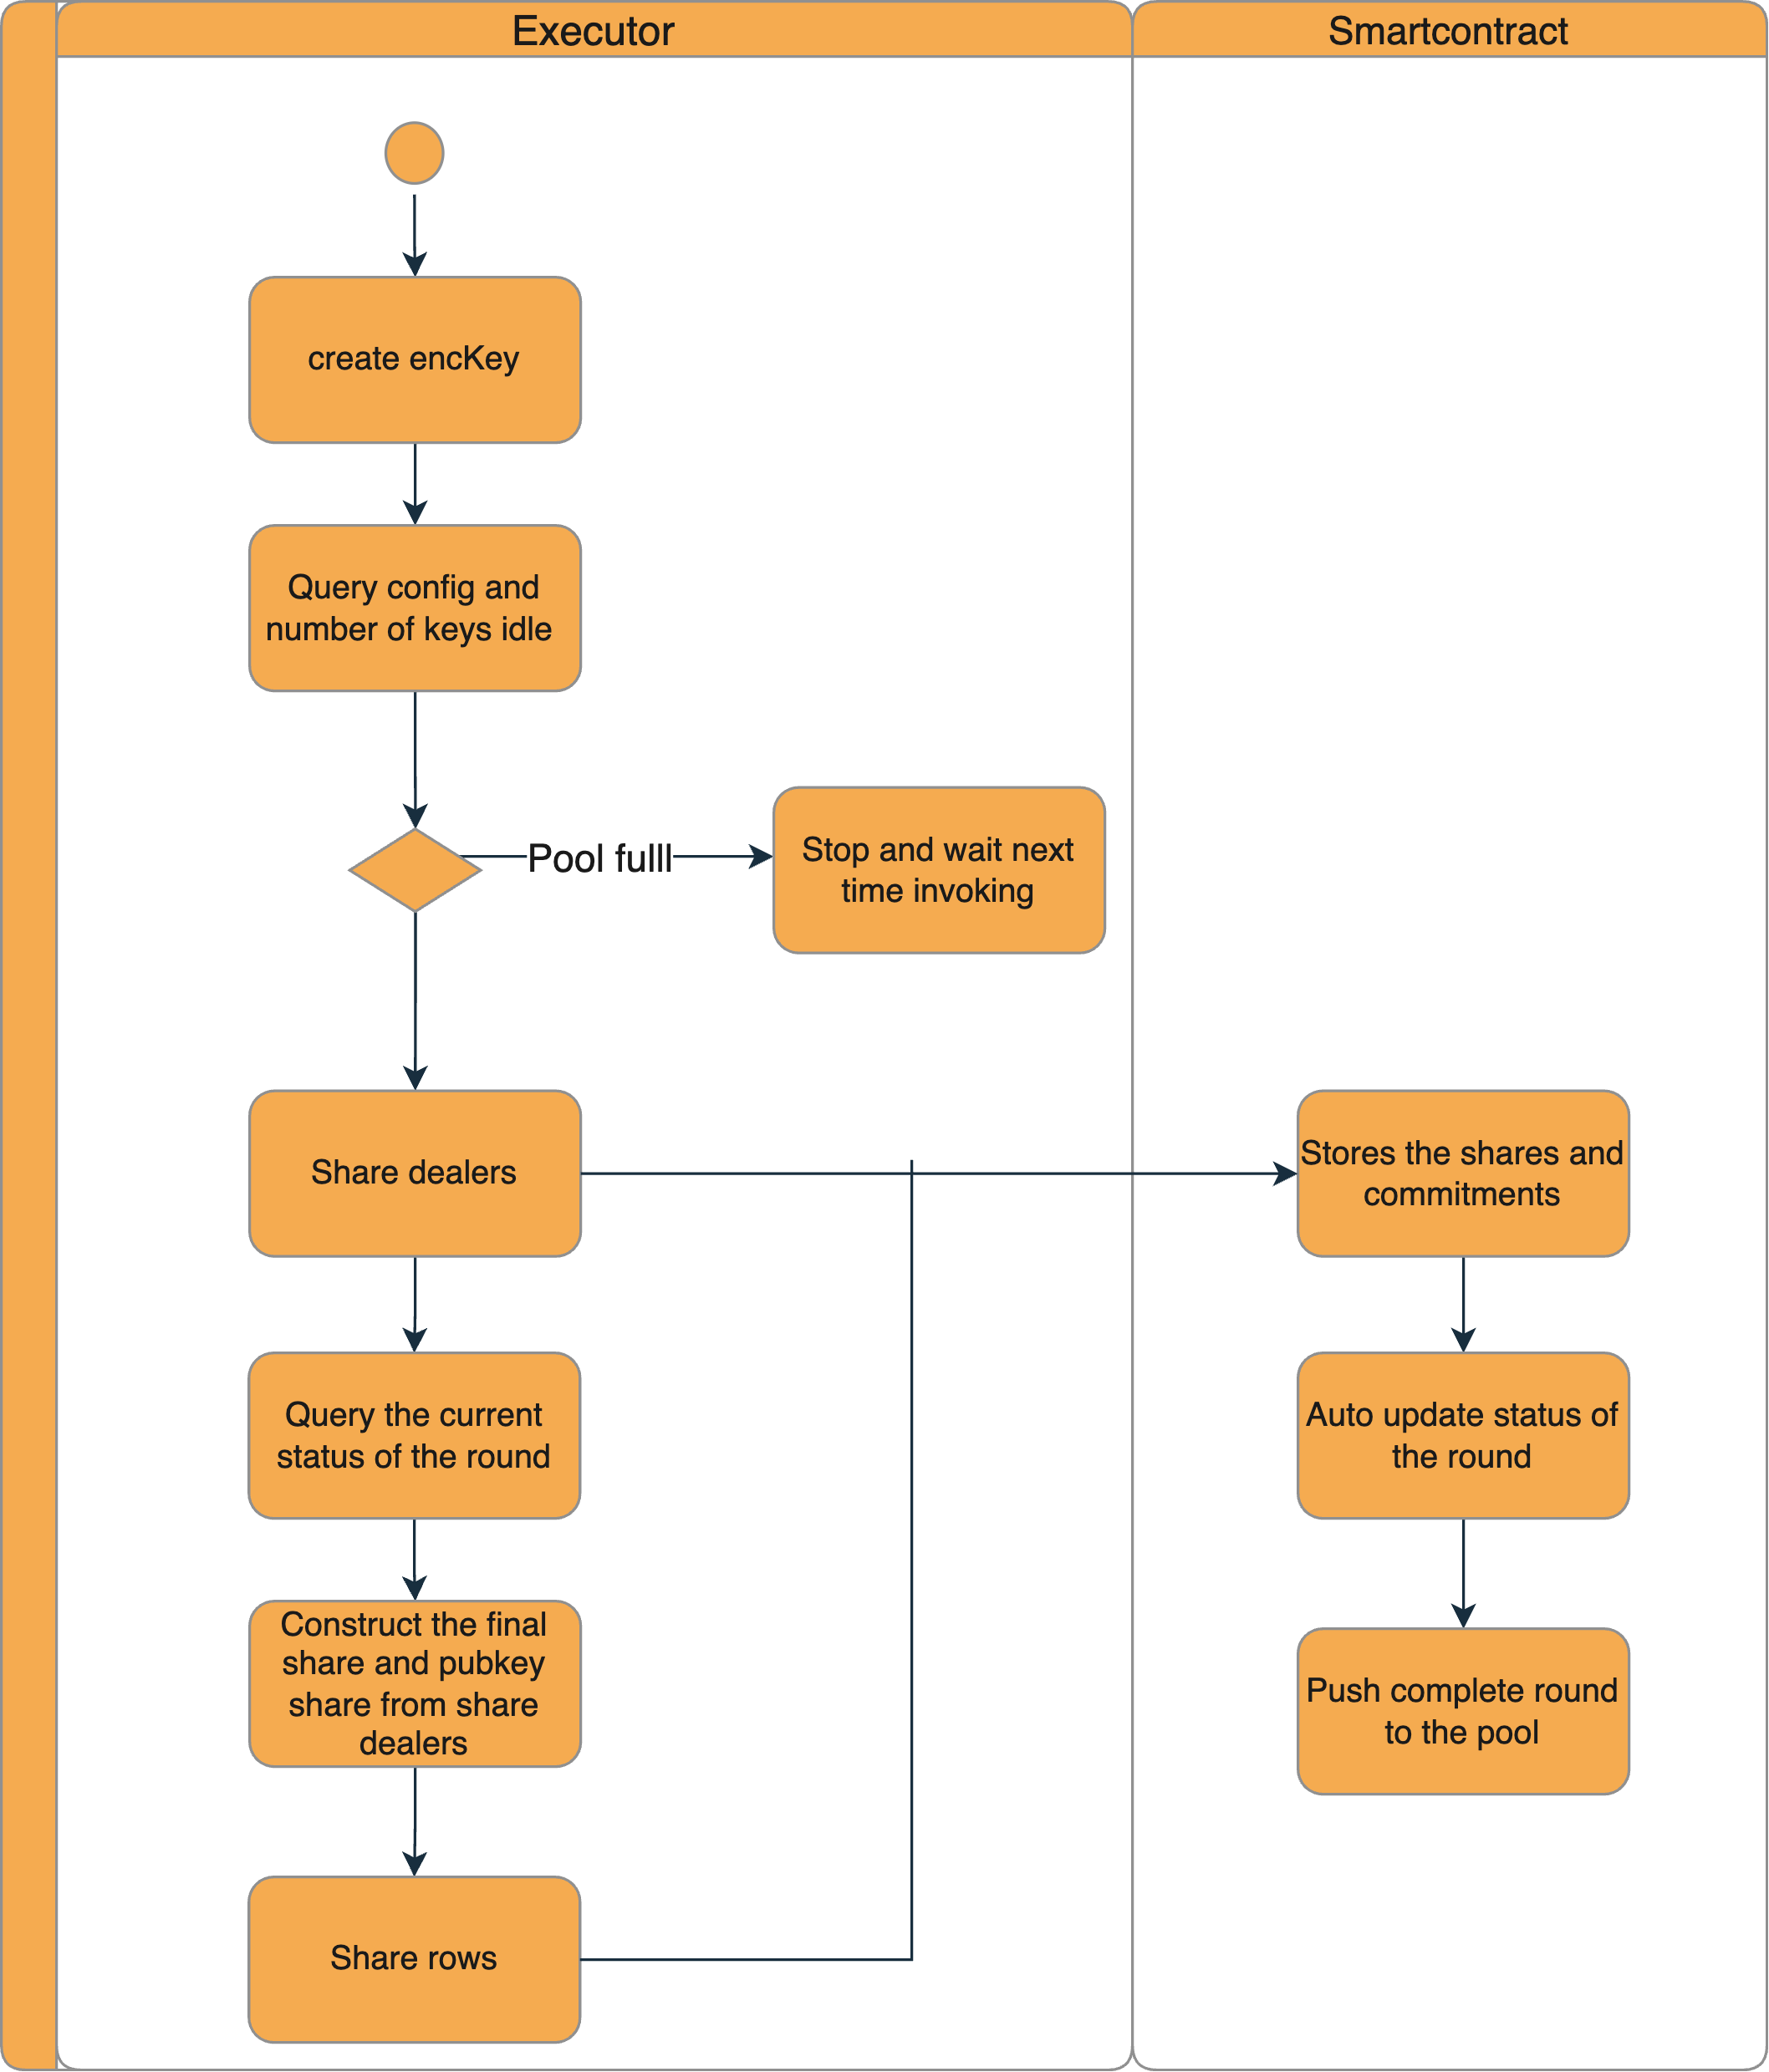 Executor
Smartcontract
create encKey
Query config and
number of keys idle
Pool fulll
Stop and wait next
time invoking
Share dealers
Stores the shares and
commitments
Query the current
status of the round
Auto update status of
the round
Construct the final
share and pubkey
share from share
dealers
Push complete round
to the pool
Share rows